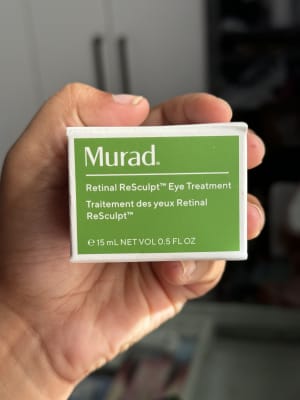 Murad.
Retinal ReSculpt™ Eye Treatment
Traitement des yeux Retinal
ReSculpt™
℮ 15 mL NET VOL 0.5 FL OZ